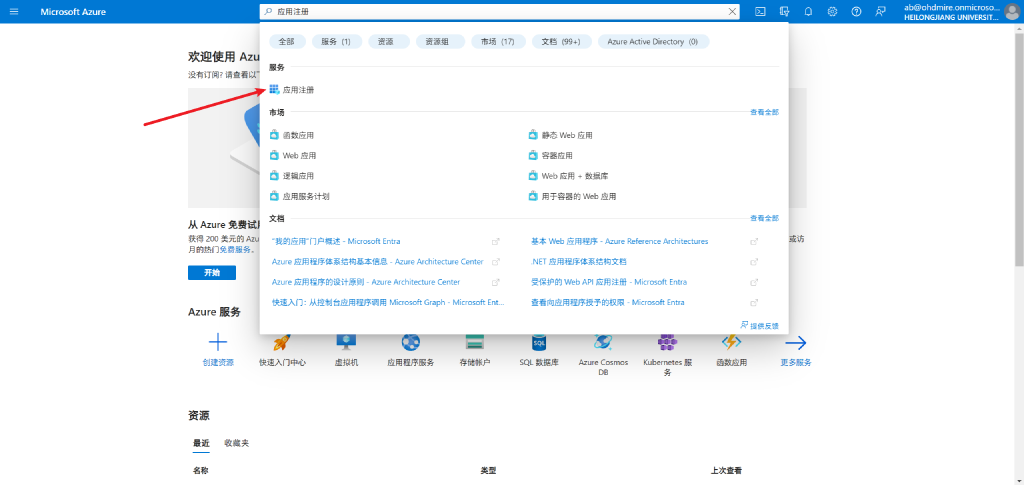 Microsoft Azure
应用注册
ab@ohdmire.onmicroso...
HEILONGJIANG UNIVERSIT...
全部
服务 (1)
资源
资源组
市场 (17)
文档 (99+)
Azure Active Directory (0)
欢迎使用 Azu
没有订阅? 请查看以下
服务
应用注册
市场
查看全部
函数应用
静态 Web 应用
Web 应用
容器应用
逻辑应用
Web 应用 + 数据库
应用服务计划
用于容器的 Web 应用
文档
查看全部
从 Azure 免费试用
获得 200 美元的 Azu
月的热门免费服务。
或访
开始
"我的应用"门户概述 - Microsoft Entra
基本 Web 应用程序 - Azure Reference Architectures
Azure 应用程序体系结构基本信息 - Azure Architecture Center
.NET 应用程序体系结构文档
Azure 应用程序的设计原则 - Azure Architecture Center
受保护的 Web API 应用注册 - Microsoft Entra
快速入门: 从控制台应用程序调用 Microsoft Graph - Microsoft Ent...
查看向应用程序授予的权限 - Microsoft Entra
提供反馈
Azure 服务
创建资源
快速入门中心
虚拟机
应用程序服务
存储帐户
SQL 数据库
Azure Cosmos DB
Kubernetes 服务
函数应用
更多服务
资源
最近
收藏夹
名称
类型
上次查看